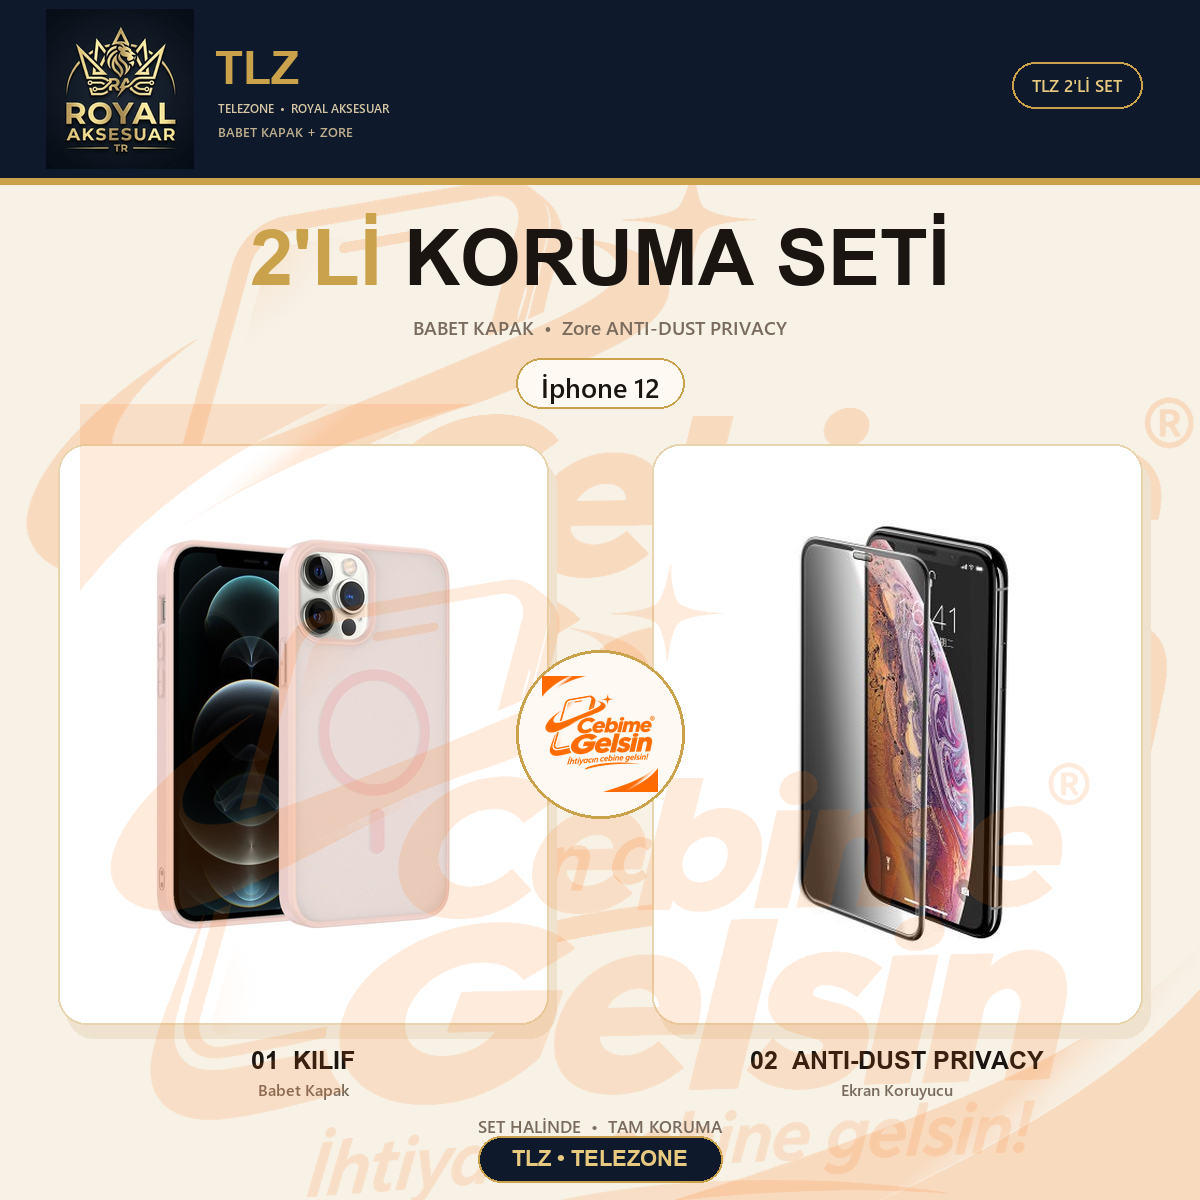 ROYAL
AKSESUAR
TR
TLZ
TELEZONE • ROYAL AKSESUAR
BABET KAPAK + ZORE
TLZ 2'Lİ SET
2'Lİ KORUMA SETİ
BABET KAPAK • Zore ANTI-DUST PRIVACY
İphone 12
Cebime®
Gelsin
İhtiyacın cebine gelsin!
01 KILIF
Babet Kapak
02 ANTI-DUST PRIVACY
Ekran Koruyucu
SET HALİNDE • TAM KORUMA
TLZ • TELEZONE
Cebime®
Gelsin